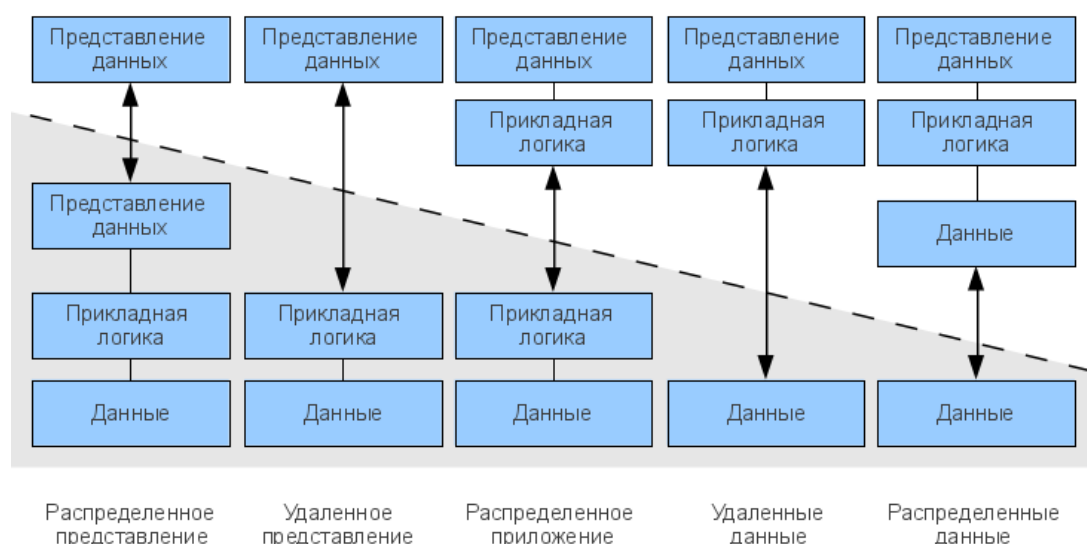 Представление
данных
Представление
данных
Представление
данных
Представление
данных
Представление
данных
Прикладная
логика
Прикладная
логика
Прикладная
логика
Представление
данных
Данные
Прикладная
логика
Прикладная
логика
Прикладная
логика
Данные
Данные
Данные
Данные
Данные
Распределенное
представление
Удаленное
представление
Распределенное
приложение
Удаленные
данные
Распределенные
данные